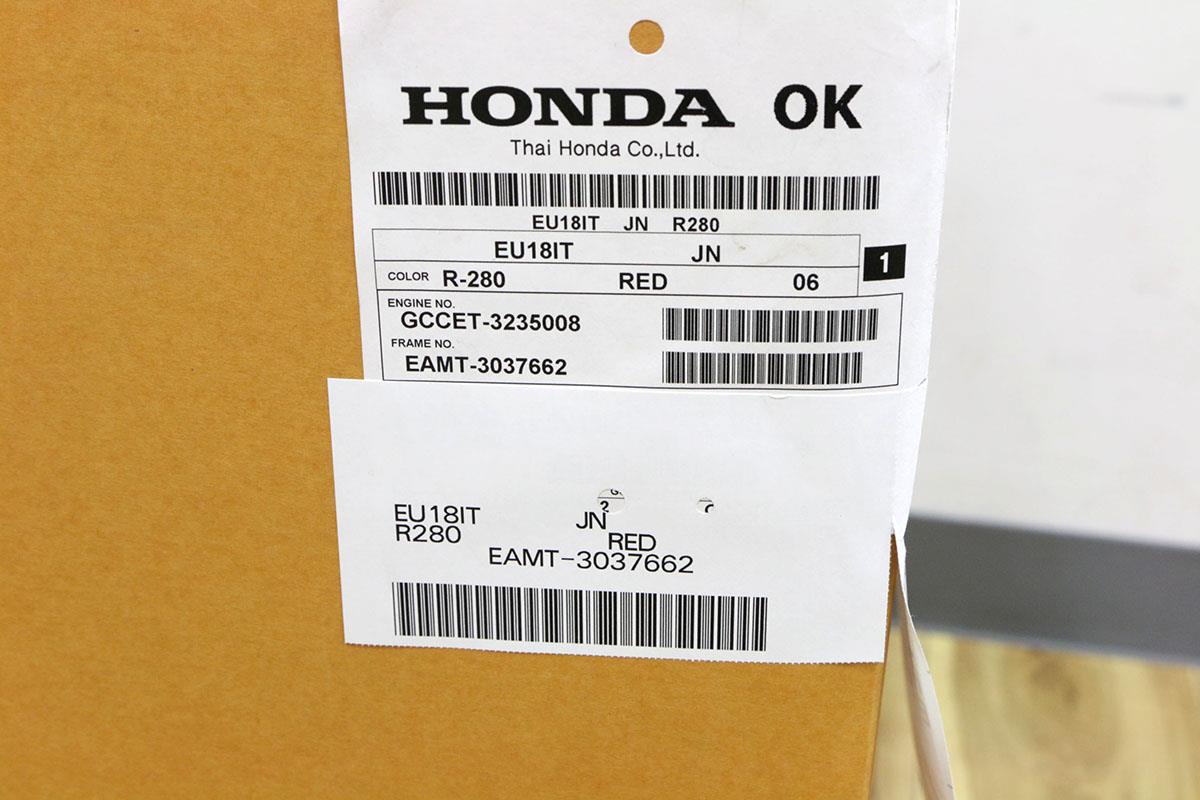 HONDA OK
Thai Honda Co.,Ltd.
EU18IT JN R280
EU18IT JN
1
COLOR R-280 RED 06
ENGINE NO.
GCCET-3235008
FRAME NO.
EAMT-3037662
EU18IT JN
R280 RED
EAMT-3037662